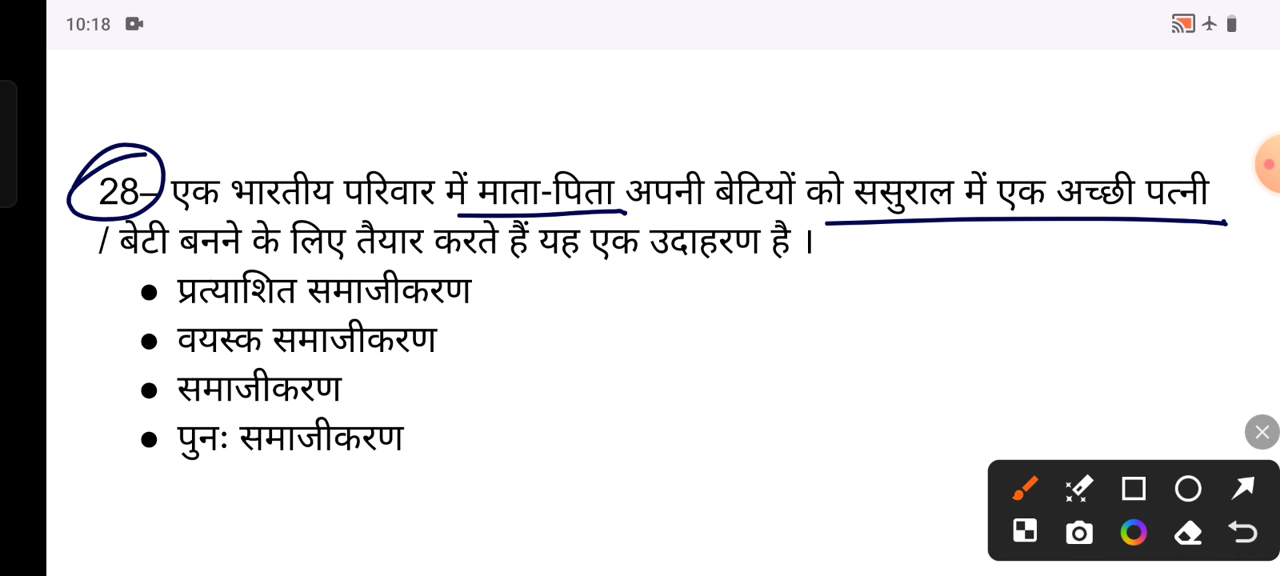 10:18
28– एक भारतीय परिवार में माता-पिता अपनी बेटियों को ससुराल में एक अच्छी पत्नी
/ बेटी बनने के लिए तैयार करते हैं यह एक उदाहरण है ।
● प्रत्याशित समाजीकरण
● वयस्क समाजीकरण
● समाजीकरण
● पुनः समाजीकरण